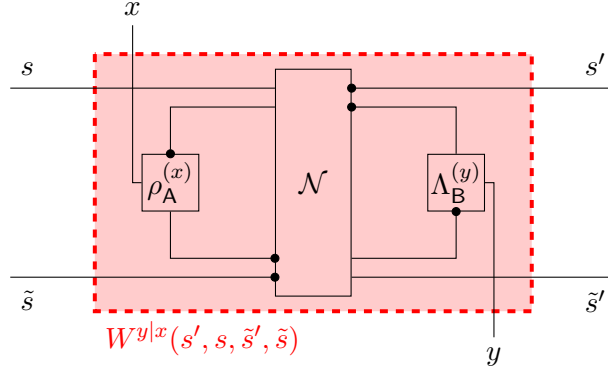 x
s
s′
ρ_A^(x)
𝒩
Λ_B^(y)
s̃
s̃′
W^{y|x}(s′, s, s̃′, s̃)
y